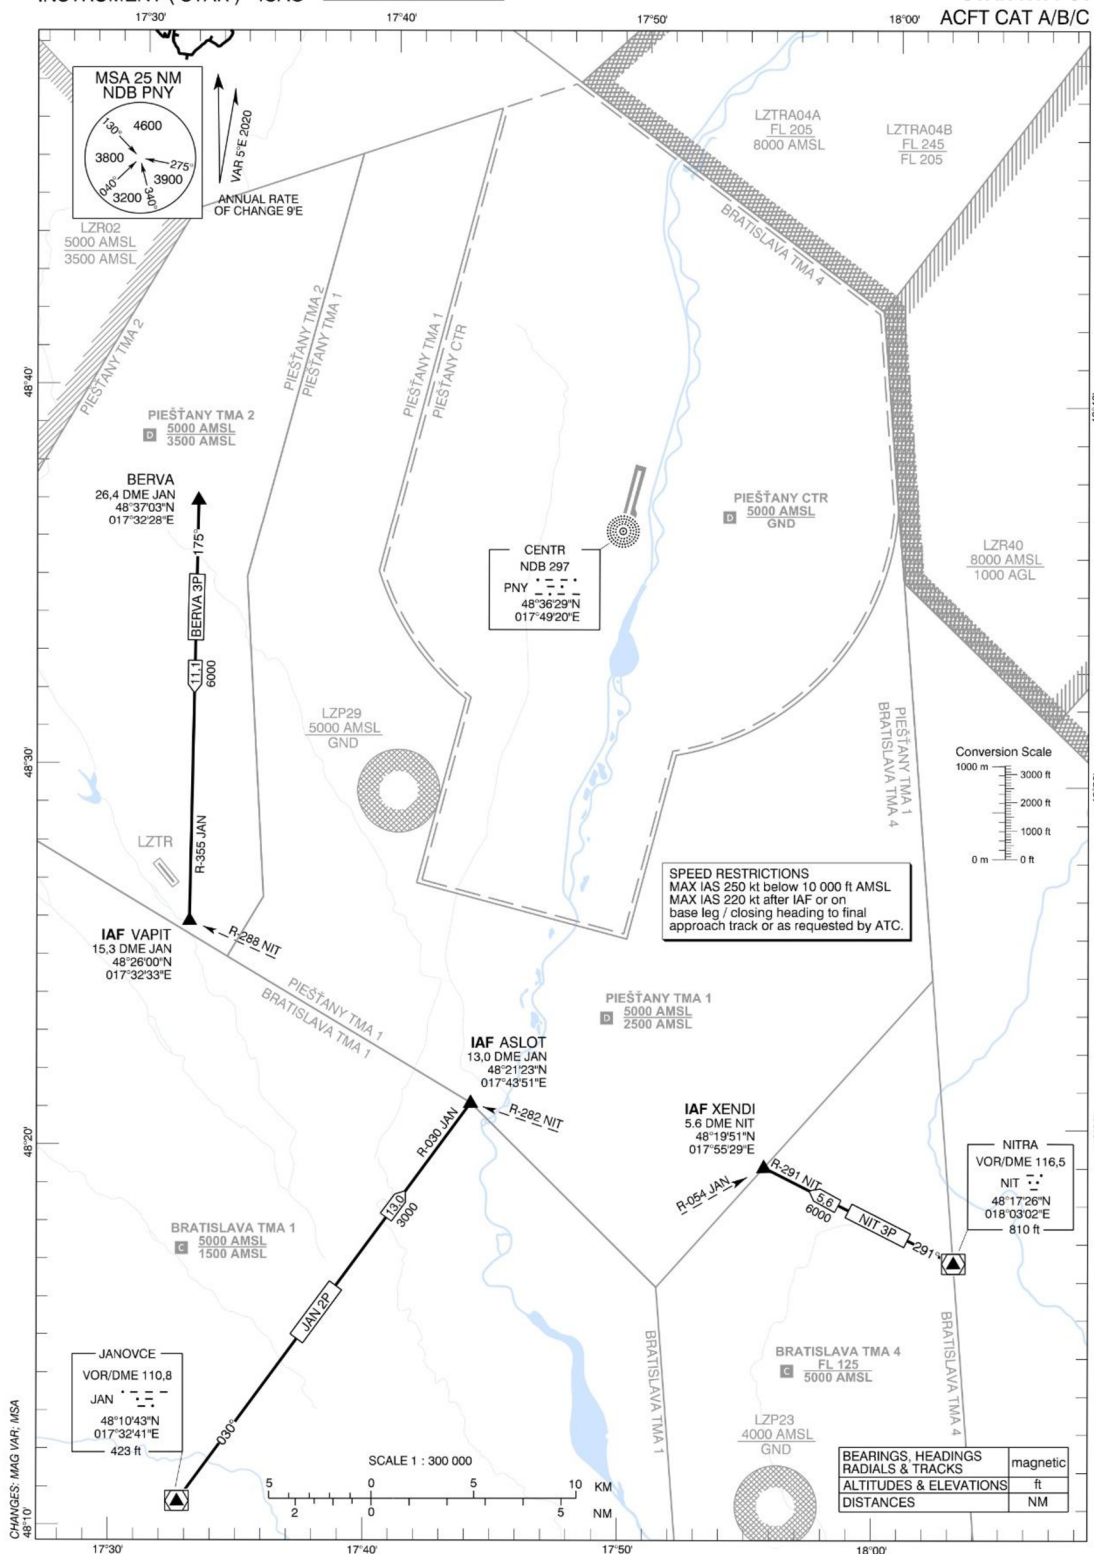 ACFT CAT A/B/C
17°30'
17°40'
17°50'
18°00'
MSA 25 NM
NDB PNY
130°
4600
3800
275°
3900
040°
3200
340°
VAR 5°E 2020
ANNUAL RATE
OF CHANGE 9'E
LZTRA04A
FL 205
8000 AMSL
LZTRA04B
FL 245
FL 205
BRATISLAVA TMA 4
LZR02
5000 AMSL
3500 AMSL
PIEŠŤANY TMA 2
PIEŠŤANY TMA 2
PIEŠŤANY TMA 1
PIEŠŤANY TMA 1
PIEŠŤANY CTR
48°40'
PIEŠŤANY TMA 2
D
5000 AMSL
3500 AMSL
BERVA
26,4 DME JAN
48°37'03"N
017°32'28"E
175°
BERVA 3P
11,1
6000
R-355 JAN
PIEŠŤANY CTR
D
5000 AMSL
GND
CENTR
NDB 297
PNY
48°36'29"N
017°49'20"E
LZR40
8000 AMSL
1000 AGL
LZP29
5000 AMSL
GND
PIEŠŤANY TMA 1
BRATISLAVA TMA 4
48°30'
Conversion Scale
1000 m
3000 ft
2000 ft
1000 ft
0 m
0 ft
LZTR
SPEED RESTRICTIONS
MAX IAS 250 kt below 10 000 ft AMSL
MAX IAS 220 kt after IAF or on
base leg / closing heading to final
approach track or as requested by ATC.
IAF VAPIT
15,3 DME JAN
48°26'00"N
017°32'33"E
R-288 NIT
PIEŠŤANY TMA 1
BRATISLAVA TMA 1
PIEŠŤANY TMA 1
D
5000 AMSL
2500 AMSL
IAF ASLOT
13,0 DME JAN
48°21'23"N
017°43'51"E
R-282 NIT
R-030 JAN
13,0
3000
JAN 2P
030°
48°20'
IAF XENDI
5.6 DME NIT
48°19'51"N
017°55'29"E
R-054 JAN
R-291 NIT
5,6
6000
NIT 3P
291°
NITRA
VOR/DME 116,5
NIT
48°17'26"N
018°03'02"E
810 ft
BRATISLAVA TMA 1
C
5000 AMSL
1500 AMSL
JANOVCE
VOR/DME 110,8
JAN
48°10'43"N
017°32'41"E
423 ft
BRATISLAVA TMA 1
BRATISLAVA TMA 4
BRATISLAVA TMA 4
C
FL 125
5000 AMSL
LZP23
4000 AMSL
GND
SCALE 1 : 300 000
5 0 5 10 KM
2 0 5 NM
BEARINGS, HEADINGS
RADIALS & TRACKS magnetic
ALTITUDES & ELEVATIONS ft
DISTANCES NM
CHANGES: MAG VAR; MSA
48°10'
17°30'
17°40'
17°50'
18°00'